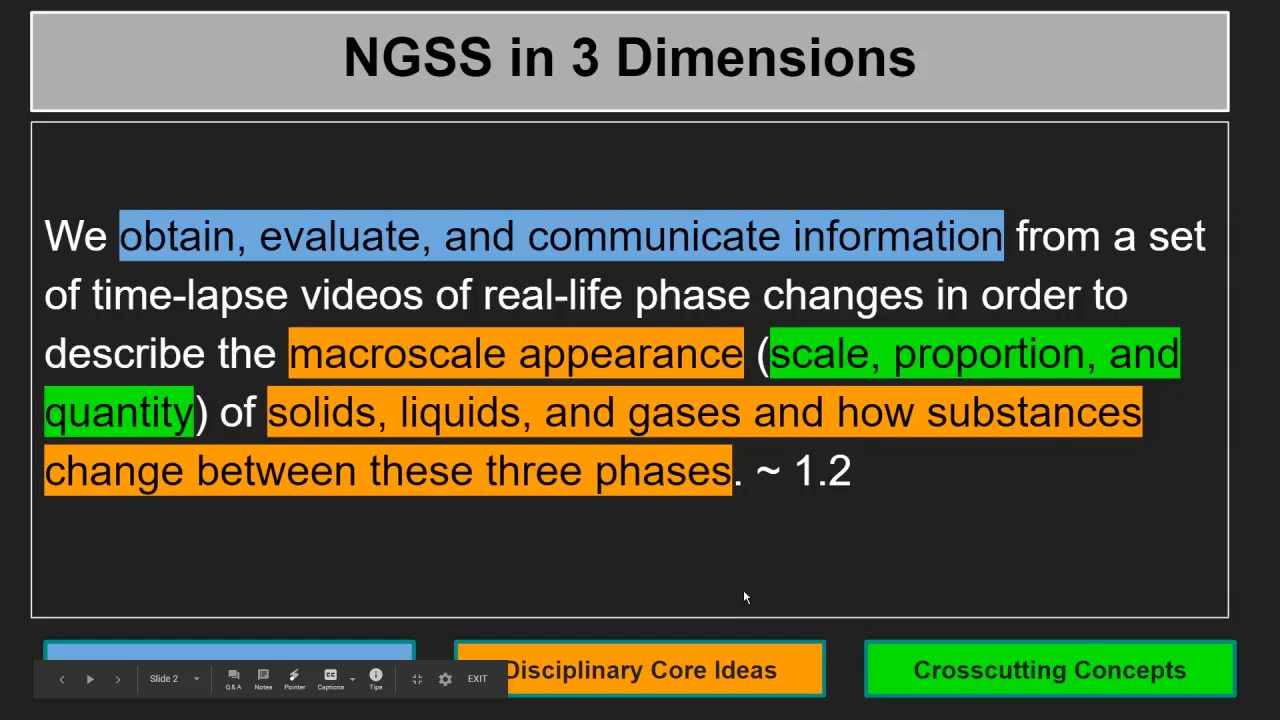 NGSS in 3 Dimensions
We obtain, evaluate, and communicate information from a set
of time-lapse videos of real-life phase changes in order to
describe the macroscale appearance (scale, proportion, and
quantity) of solids, liquids, and gases and how substances
change between these three phases. ~ 1.2
Disciplinary Core Ideas
Crosscutting Concepts
Slide 2
Q&A
Notes
Pointer
Captions
Tips
EXIT